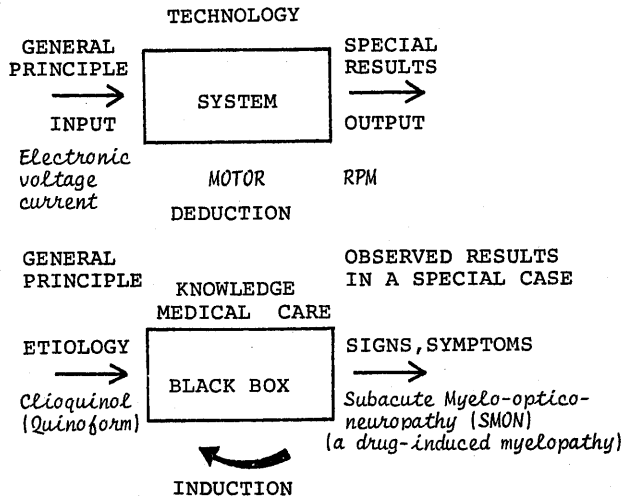 TECHNOLOGY
GENERAL
PRINCIPLE
SPECIAL
RESULTS
SYSTEM
INPUT
OUTPUT
Electronic
voltage
current
MOTOR
RPM
DEDUCTION
GENERAL
PRINCIPLE
OBSERVED RESULTS
IN A SPECIAL CASE
KNOWLEDGE
MEDICAL CARE
ETIOLOGY
SIGNS,SYMPTOMS
BLACK BOX
Clioquinol
(Quinoform)
Subacute Myelo-optico-
neuropathy (SMON)
(a drug-induced myelopathy)
INDUCTION